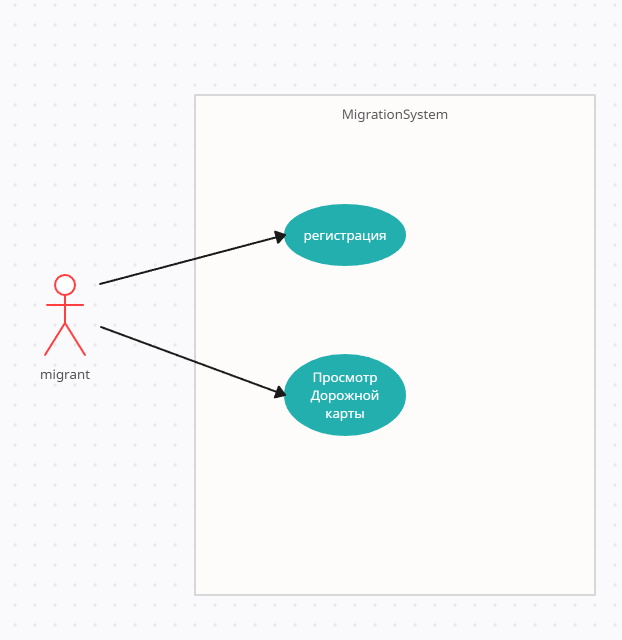 MigrationSystem
регистрация
migrant
Просмотр
Дорожной
карты